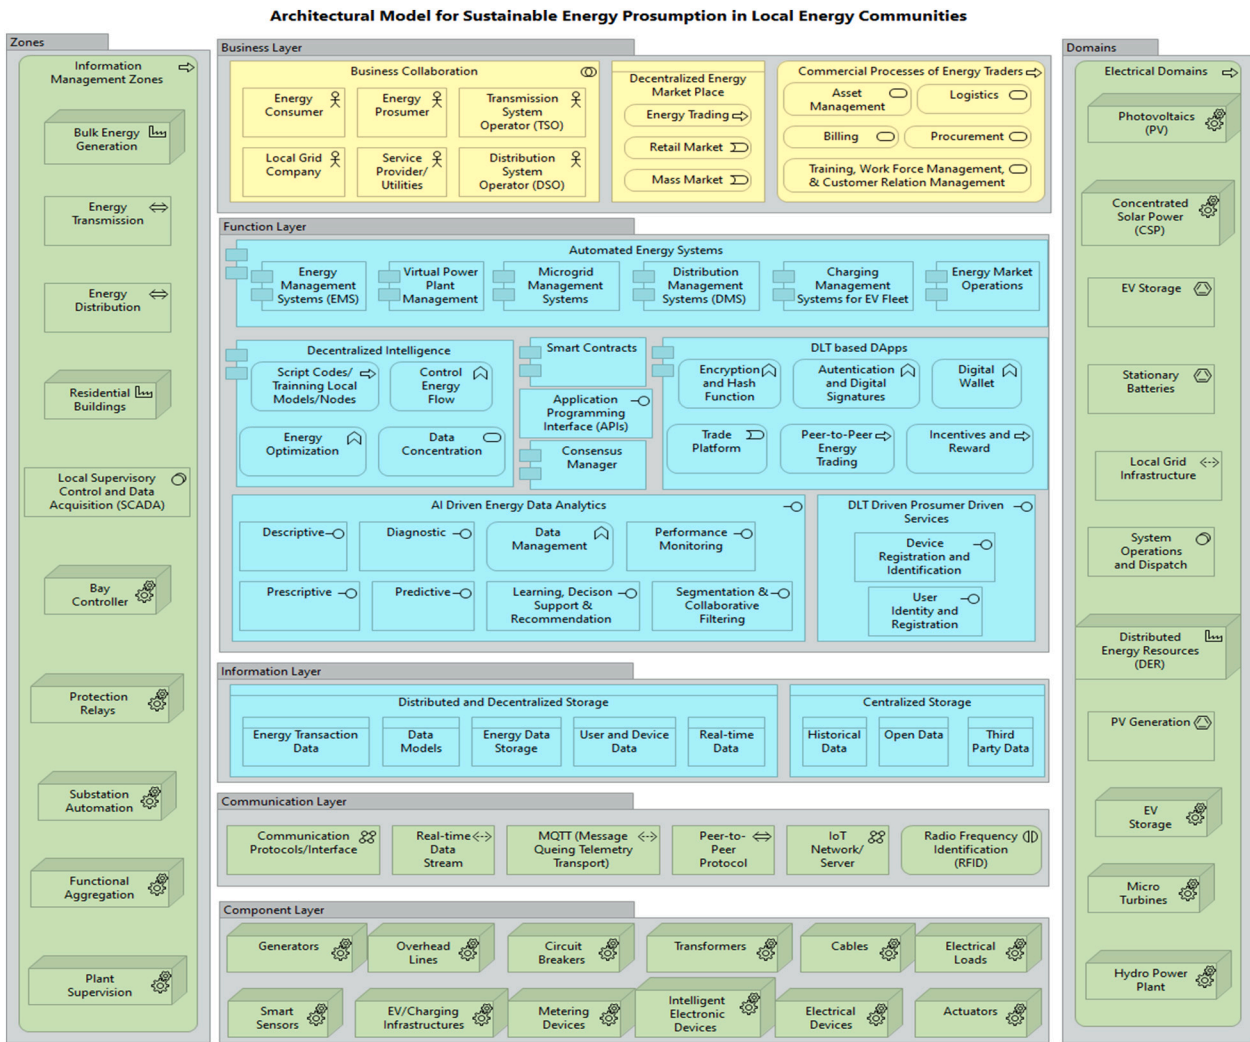 Architectural Model for Sustainable Energy Prosumption in Local Energy Communities
Zones
Information
Management Zones
Bulk Energy
Generation
Energy
Transmission
Energy
Distribution
Residential
Buildings
Local Supervisory
Control and Data
Acquisition (SCADA)
Bay
Controller
Protection
Relays
Substation
Automation
Functional
Aggregation
Plant
Supervision
Business Layer
Business Collaboration
Energy
Consumer
Energy
Prosumer
Transmission
System
Operator (TSO)
Local Grid
Company
Service
Provider/
Utilities
Distribution
System
Operator (DSO)
Decentralized Energy
Market Place
Energy Trading
Retail Market
Mass Market
Commercial Processes of Energy Traders
Asset
Management
Logistics
Billing
Procurement
Training, Work Force Management,
& Customer Relation Management
Function Layer
Automated Energy Systems
Energy
Management
Systems (EMS)
Virtual Power
Plant
Management
Microgrid
Management
Systems
Distribution
Management
Systems (DMS)
Charging
Management
Systems for EV Fleet
Energy Market
Operations
Decentralized Intelligence
Script Codes/
Trainning Local
Models/Nodes
Control
Energy
Flow
Energy
Optimization
Data
Concentration
Smart Contracts
Application
Programming
Interface (APIs)
Consensus
Manager
DLT based DApps
Encryption
and Hash
Function
Autentication
and Digital
Signatures
Digital
Wallet
Trade
Platform
Peer-to-Peer
Energy
Trading
Incentives and
Reward
AI Driven Energy Data Analytics
Descriptive
Diagnostic
Data
Management
Performance
Monitoring
Prescriptive
Predictive
Learning, Decison
Support &
Recommendation
Segmentation &
Collaborative
Filtering
DLT Driven Prosumer Driven
Services
Device
Registration and
Identification
User
Identity and
Registration
Information Layer
Distributed and Decentralized Storage
Energy Transaction
Data
Data
Models
Energy Data
Storage
User and Device
Data
Real-time
Data
Centralized Storage
Historical
Data
Open Data
Third
Party Data
Communication Layer
Communication
Protocols/Interface
Real-time
Data
Stream
MQTT (Message
Queing Telemetry
Transport)
Peer-to-
Peer
Protocol
IoT
Network/
Server
Radio Frequency
Identification
(RFID)
Component Layer
Generators
Overhead
Lines
Circuit
Breakers
Transformers
Cables
Electrical
Loads
Smart
Sensors
EV/Charging
Infrastructures
Metering
Devices
Intelligent
Electronic
Devices
Electrical
Devices
Actuators
Domains
Electrical Domains
Photovoltaics
(PV)
Concentrated
Solar Power
(CSP)
EV Storage
Stationary
Batteries
Local Grid
Infrastructure
System
Operations
and Dispatch
Distributed
Energy Resources
(DER)
PV Generation
EV
Storage
Micro
Turbines
Hydro Power
Plant